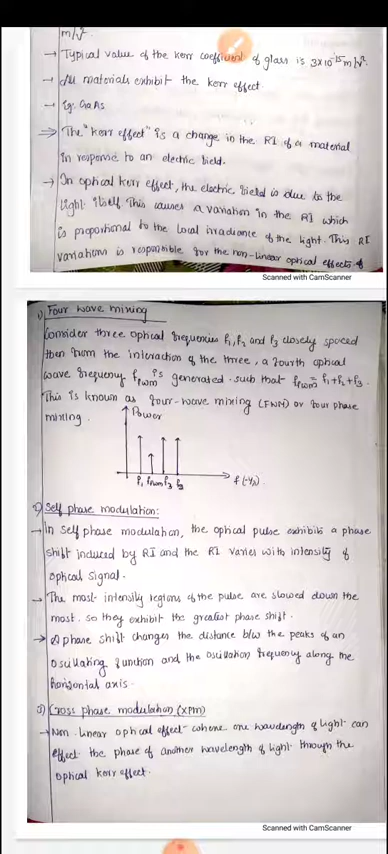 m/v².
→ Typical value of the kerr coefficient of glass is 3x10⁻¹⁵ m/v².
→ All materials exhibit the kerr effect.
→ Eg: GaAs
⇒ The "kerr effect" is a change in the RI of a material
in response to an electric field.
→ In optical kerr effect, the electric field is due to the
light itself. This causes a variation in the RI which
is proportional to the local irradiance of the light. This RI
variations is responsible for the non-linear optical effects of
Scanned with CamScanner
1) Four wave mixing
Consider three optical frequencies f₁, f₂ and f₃ closely spaced
then from the interaction of the three, a fourth optical
wave frequency fFWM is generated such that fFWM = f₁+f₂+f₃.
This is known as four-wave mixing (FWM) or four phase
mixing.
Power
f₁ fFWM f₃ f₂ f
2) Self phase modulation:
→ In self phase modulation, the optical pulse exhibits a phase
shift induced by RI and the RI varies with intensity of
optical signal.
→ The most intensity regions of the pulse are slowed down the
most. so they exhibit the greatest phase shift.
→ A phase shift changes the distance b/w the peaks of an
oscillating function and the oscillation frequency along the
horizontal axis.
3) Cross phase modulation (XPM)
→ Non-linear optical effect where one wavelength of light can
effect the phase of another wavelength of light through the
optical kerr effect.
Scanned with CamScanner